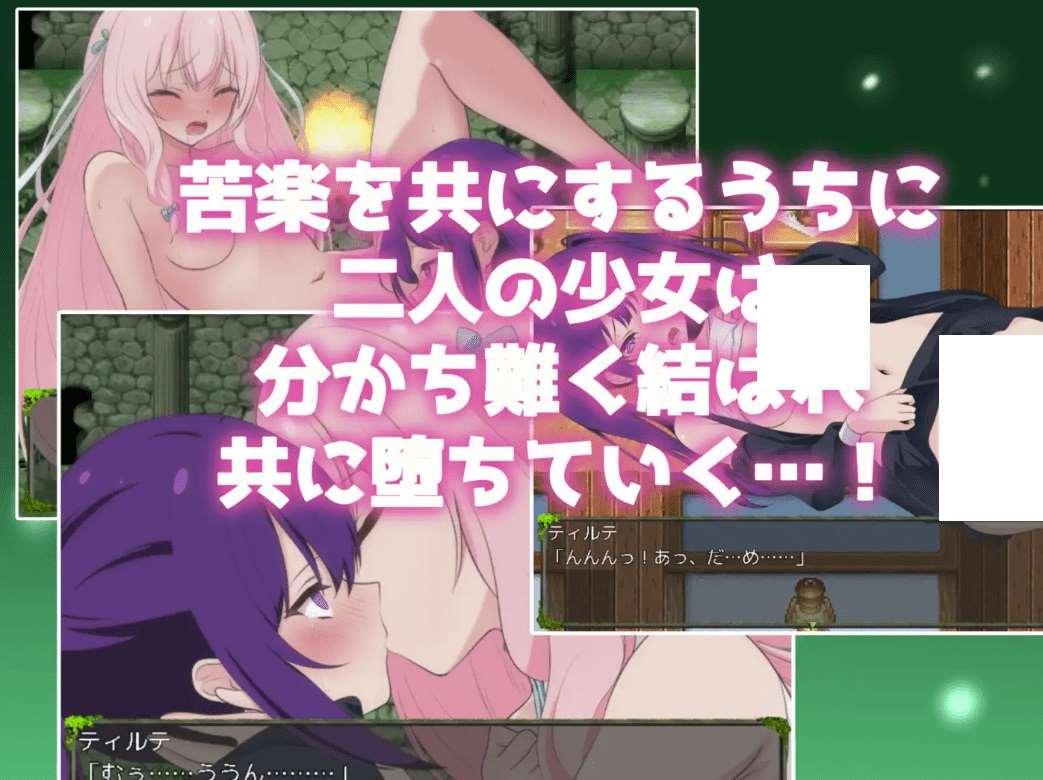 苦楽を共にするうちに
二人の少女は
分かち難く結ばれ
共に堕ちていく…！
ティルテ
「んんんっ！あっ、だ…め……」
ティルテ
「むぅ……ううん………」